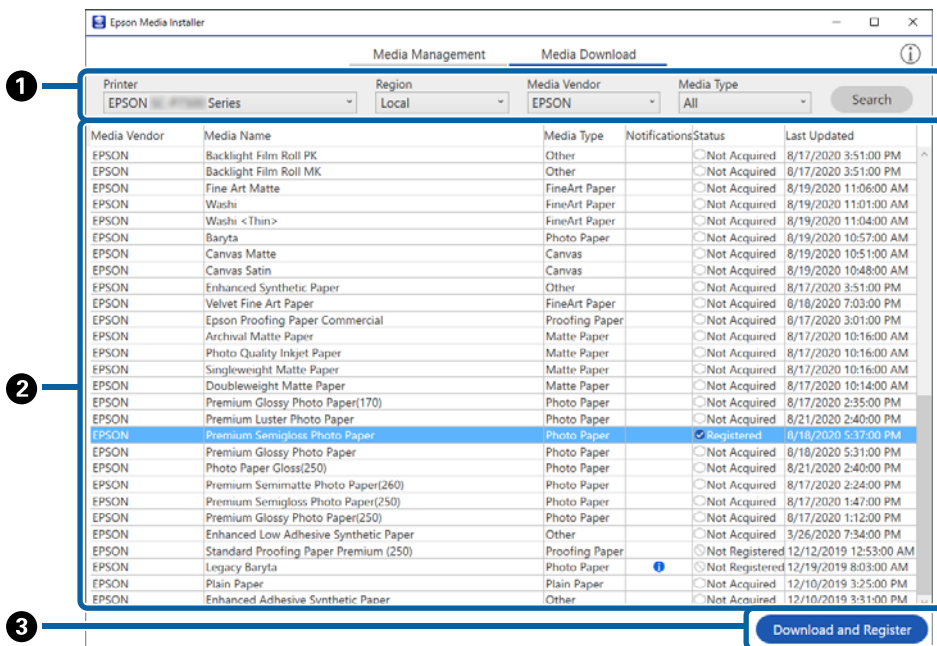 Epson Media Installer
Media Management Media Download
1
Printer Region Media Vendor Media Type
EPSON Series Local EPSON All Search
2
Media Vendor Media Name Media Type Notifications Status Last Updated
EPSON Backlight Film Roll PK Other Not Acquired 8/17/2020 3:51:00 PM
EPSON Backlight Film Roll MK Other Not Acquired 8/17/2020 3:51:00 PM
EPSON Fine Art Matte FineArt Paper Not Acquired 8/19/2020 11:06:00 AM
EPSON Washi FineArt Paper Not Acquired 8/19/2020 11:01:00 AM
EPSON Washi <Thin> FineArt Paper Not Acquired 8/19/2020 11:04:00 AM
EPSON Baryta Photo Paper Not Acquired 8/19/2020 10:57:00 AM
EPSON Canvas Matte Canvas Not Acquired 8/19/2020 10:51:00 AM
EPSON Canvas Satin Canvas Not Acquired 8/19/2020 10:48:00 AM
EPSON Enhanced Synthetic Paper Other Not Acquired 8/17/2020 3:51:00 PM
EPSON Velvet Fine Art Paper FineArt Paper Not Acquired 8/18/2020 7:03:00 PM
EPSON Epson Proofing Paper Commercial Proofing Paper Not Acquired 8/17/2020 3:01:00 PM
EPSON Archival Matte Paper Matte Paper Not Acquired 8/17/2020 10:16:00 AM
EPSON Photo Quality Inkjet Paper Matte Paper Not Acquired 8/17/2020 10:16:00 AM
EPSON Singleweight Matte Paper Matte Paper Not Acquired 8/17/2020 10:16:00 AM
EPSON Doubleweight Matte Paper Matte Paper Not Acquired 8/17/2020 10:14:00 AM
EPSON Premium Glossy Photo Paper(170) Photo Paper Not Acquired 8/17/2020 2:35:00 PM
EPSON Premium Luster Photo Paper Photo Paper Not Acquired 8/21/2020 2:40:00 PM
EPSON Premium Semigloss Photo Paper Photo Paper Registered 8/18/2020 5:37:00 PM
EPSON Premium Glossy Photo Paper Photo Paper Not Acquired 8/18/2020 5:31:00 PM
EPSON Photo Paper Gloss(250) Photo Paper Not Acquired 8/21/2020 2:40:00 PM
EPSON Premium Semimatte Photo Paper(260) Photo Paper Not Acquired 8/17/2020 2:24:00 PM
EPSON Premium Semigloss Photo Paper(250) Photo Paper Not Acquired 8/17/2020 1:47:00 PM
EPSON Premium Glossy Photo Paper(250) Photo Paper Not Acquired 8/17/2020 1:12:00 PM
EPSON Enhanced Low Adhesive Synthetic Paper Other Not Acquired 3/26/2020 7:34:00 PM
EPSON Standard Proofing Paper Premium (250) Proofing Paper Not Registered 12/12/2019 12:53:00 AM
EPSON Legacy Baryta Photo Paper Not Registered 12/19/2019 8:03:00 AM
EPSON Plain Paper Plain Paper Not Acquired 12/10/2019 3:25:00 PM
EPSON Enhanced Adhesive Synthetic Paper Other Not Acquired 12/10/2019 3:31:00 PM
3
Download and Register